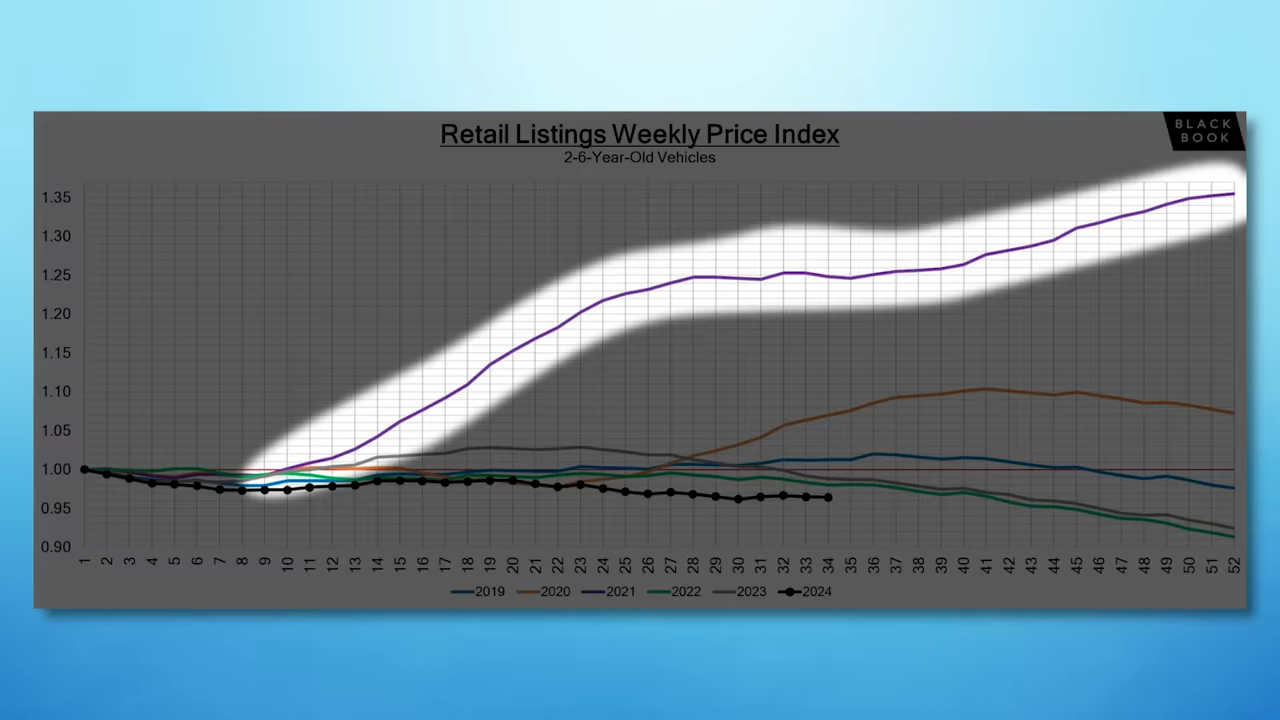 Retail Listings Weekly Price Index
2-6-Year-Old Vehicles
BLACK
BOOK
1.35
1.30
1.25
1.20
1.15
1.10
1.05
1.00
0.95
0.90
1 2 3 4 5 6 7 8 9 10 11 12 13 14 15 16 17 18 19 20 21 22 23 24 25 26 27 28 29 30 31 32 33 34 35 36 37 38 39 40 41 42 43 44 45 46 47 48 49 50 51 52
2019 2020 2021 2022 2023 2024